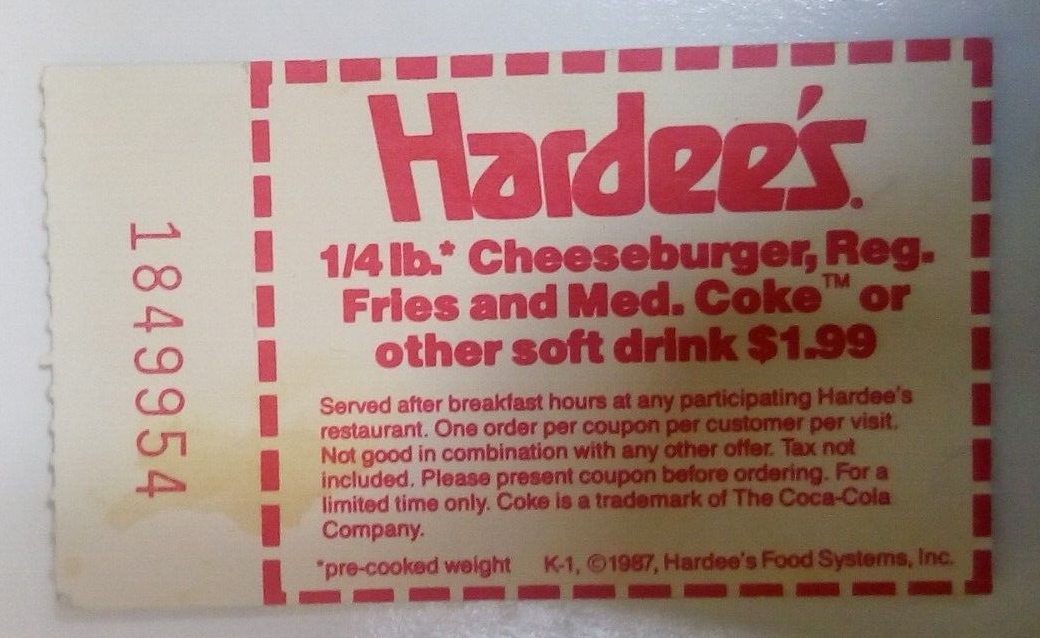 1849954
Hardee's.
1/4 lb.* Cheeseburger, Reg.
Fries and Med. Coke™ or
other soft drink $1.99
Served after breakfast hours at any participating Hardee's
restaurant. One order per coupon per customer per visit.
Not good in combination with any other offer. Tax not
included. Please present coupon before ordering. For a
limited time only. Coke is a trademark of The Coca-Cola
Company.
*pre-cooked weight K-1, ©1987, Hardee's Food Systems, Inc.